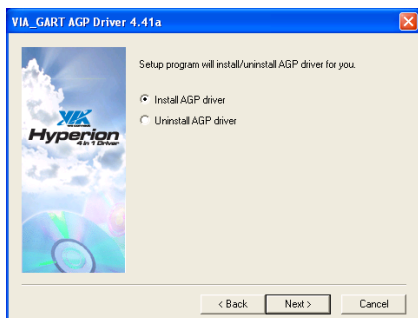 VIA_GART AGP Driver 4.41a
Setup program will install/uninstall AGP driver for you.
Install AGP driver
Uninstall AGP driver
VIA
Hyperion
4 in 1 Driver
< Back
Next >
Cancel